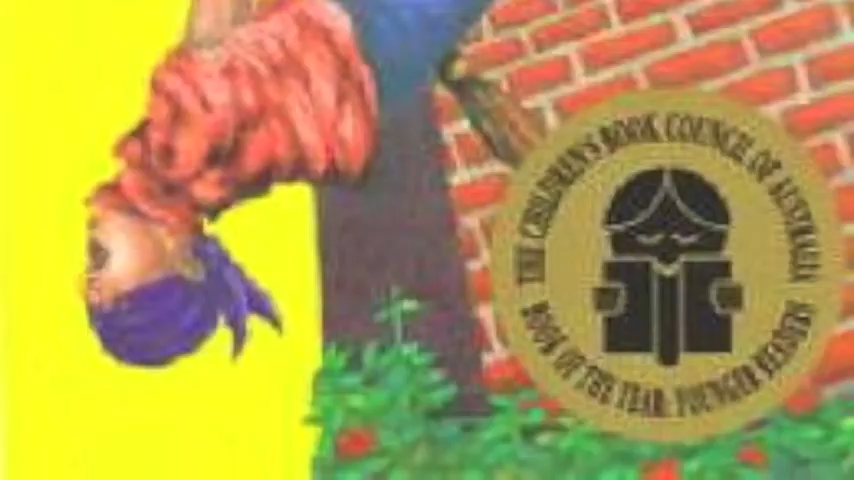 THE CHILDREN'S BOOK COUNCIL OF AUSTRALIA
BOOK OF THE YEAR: YOUNGER READERS